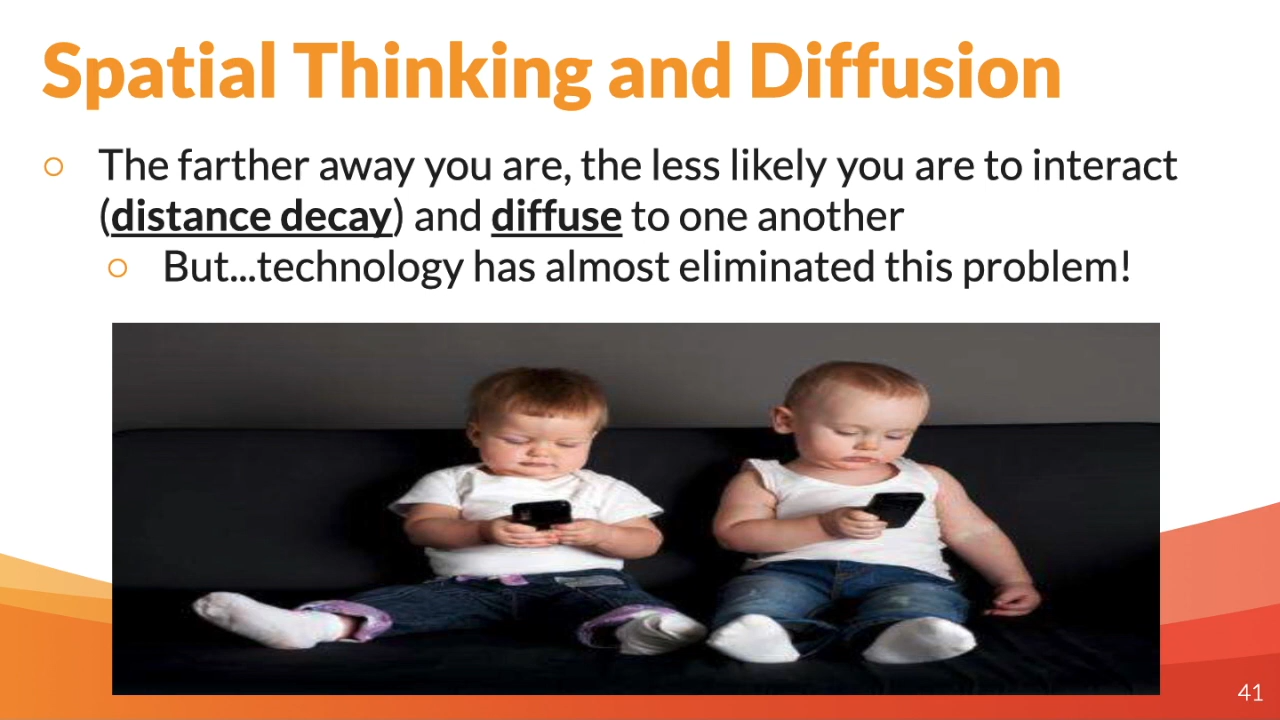 Spatial Thinking and Diffusion
○ The farther away you are, the less likely you are to interact
(distance decay) and diffuse to one another
○ But...technology has almost eliminated this problem!
41